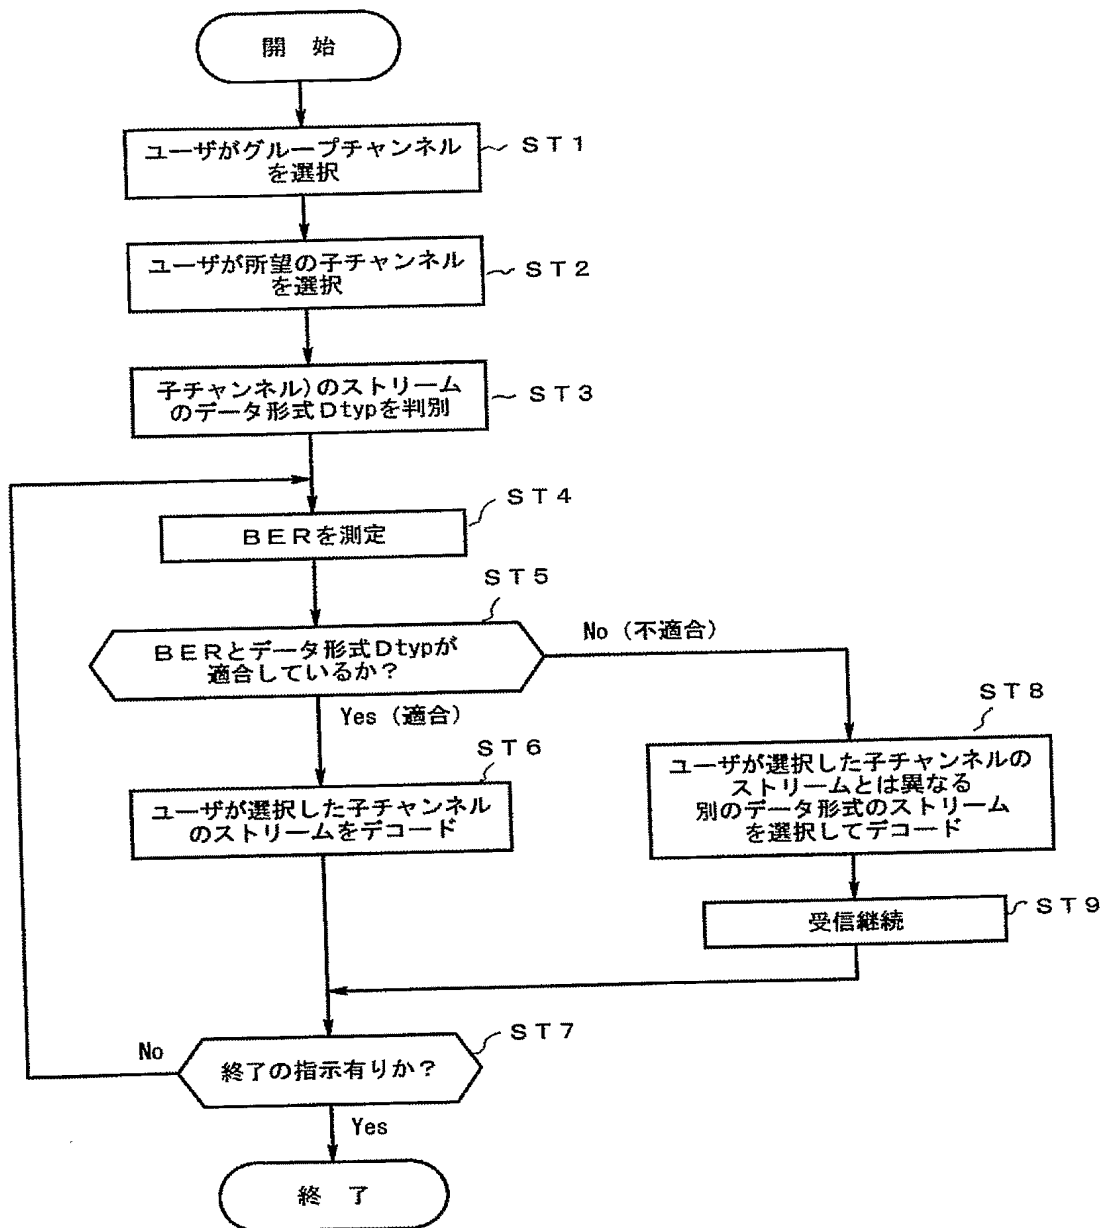 開 始
ユーザがグループチャンネル
を選択
ST1
ユーザが所望の子チャンネル
を選択
ST2
子チャンネル)のストリーム
のデータ形式Dtypを判別
ST3
BERを測定
ST4
BERとデータ形式Dtypが
適合しているか?
ST5
No (不適合)
Yes (適合)
ユーザが選択した子チャンネル
のストリームをデコード
ST6
ユーザが選択した子チャンネルの
ストリームとは異なる
別のデータ形式のストリーム
を選択してデコード
ST8
受信継続
ST9
終了の指示有りか?
ST7
No
Yes
終 了